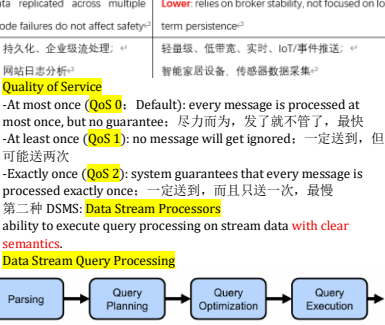 ta replicated across multiple
Lower: relies on broker stability, not focused on lo
ode failures do not affect safety↵
term persistence↵
持久化、企业级流处理；↵
轻量级、低带宽、实时、IoT/事件推送；↵
网站日志分析↵
智能家居设备，传感器数据采集↵
Quality of Service
-At most once (QoS 0；Default): every message is processed at
most once, but no guarantee；尽力而为，发了就不管了，最快
-At least once (QoS 1): no message will get ignored；一定送到，但
可能送两次
-Exactly once (QoS 2): system guarantees that every message is
processed exactly once；一定送到，而且只送一次，最慢
第二种 DSMS: Data Stream Processors
ability to execute query processing on stream data with clear
semantics.
Data Stream Query Processing
Parsing
Query
Planning
Query
Optimization
Query
Execution